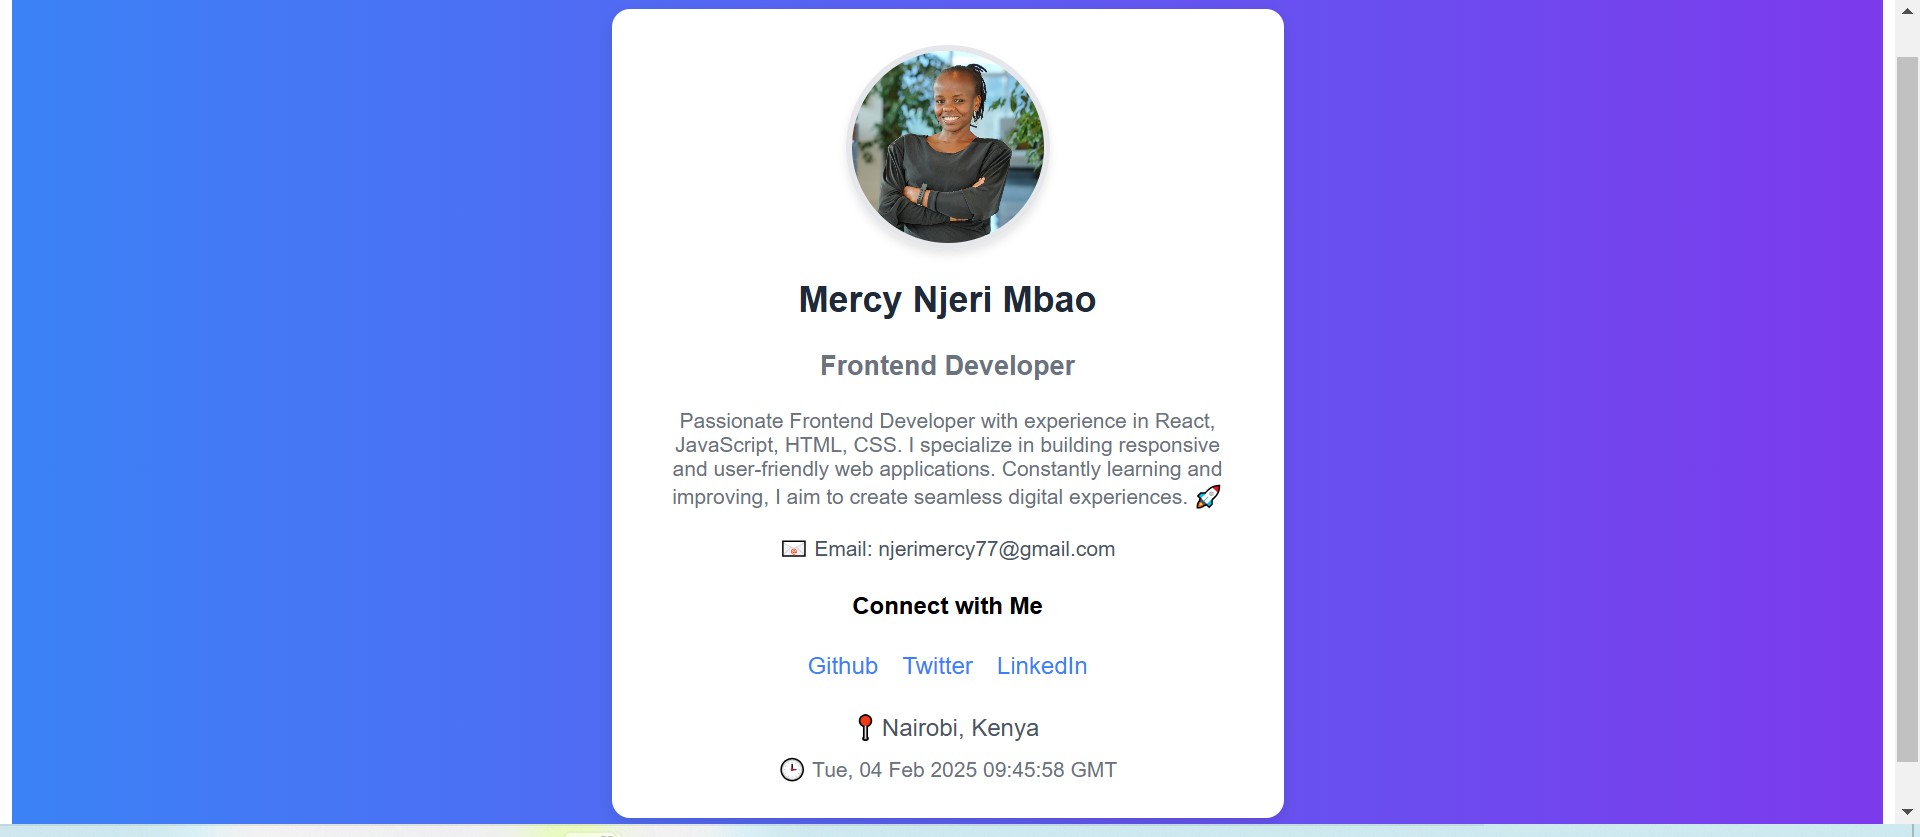 Mercy Njeri Mbao
Frontend Developer
Passionate Frontend Developer with experience in React,
JavaScript, HTML, CSS. I specialize in building responsive
and user-friendly web applications. Constantly learning and
improving, I aim to create seamless digital experiences. 🚀
📧 Email: njerimercy77@gmail.com
Connect with Me
Github Twitter LinkedIn
📍 Nairobi, Kenya
🕒 Tue, 04 Feb 2025 09:45:58 GMT